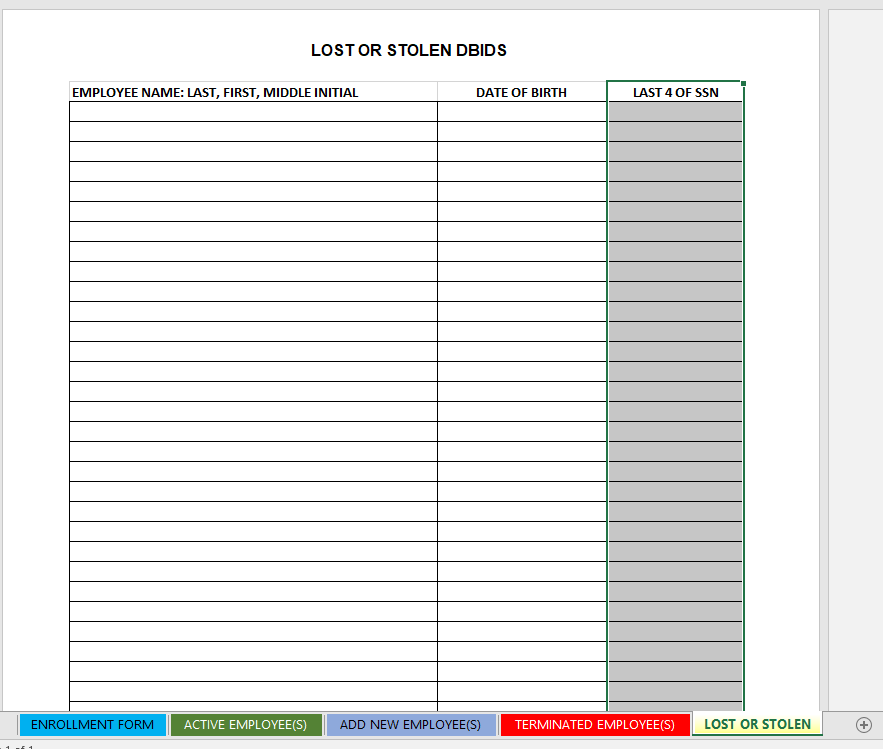 LOST OR STOLEN DBIDS
EMPLOYEE NAME: LAST, FIRST, MIDDLE INITIAL DATE OF BIRTH LAST 4 OF SSN
ENROLLMENT FORM ACTIVE EMPLOYEE(S) ADD NEW EMPLOYEE(S) TERMINATED EMPLOYEE(S) LOST OR STOLEN